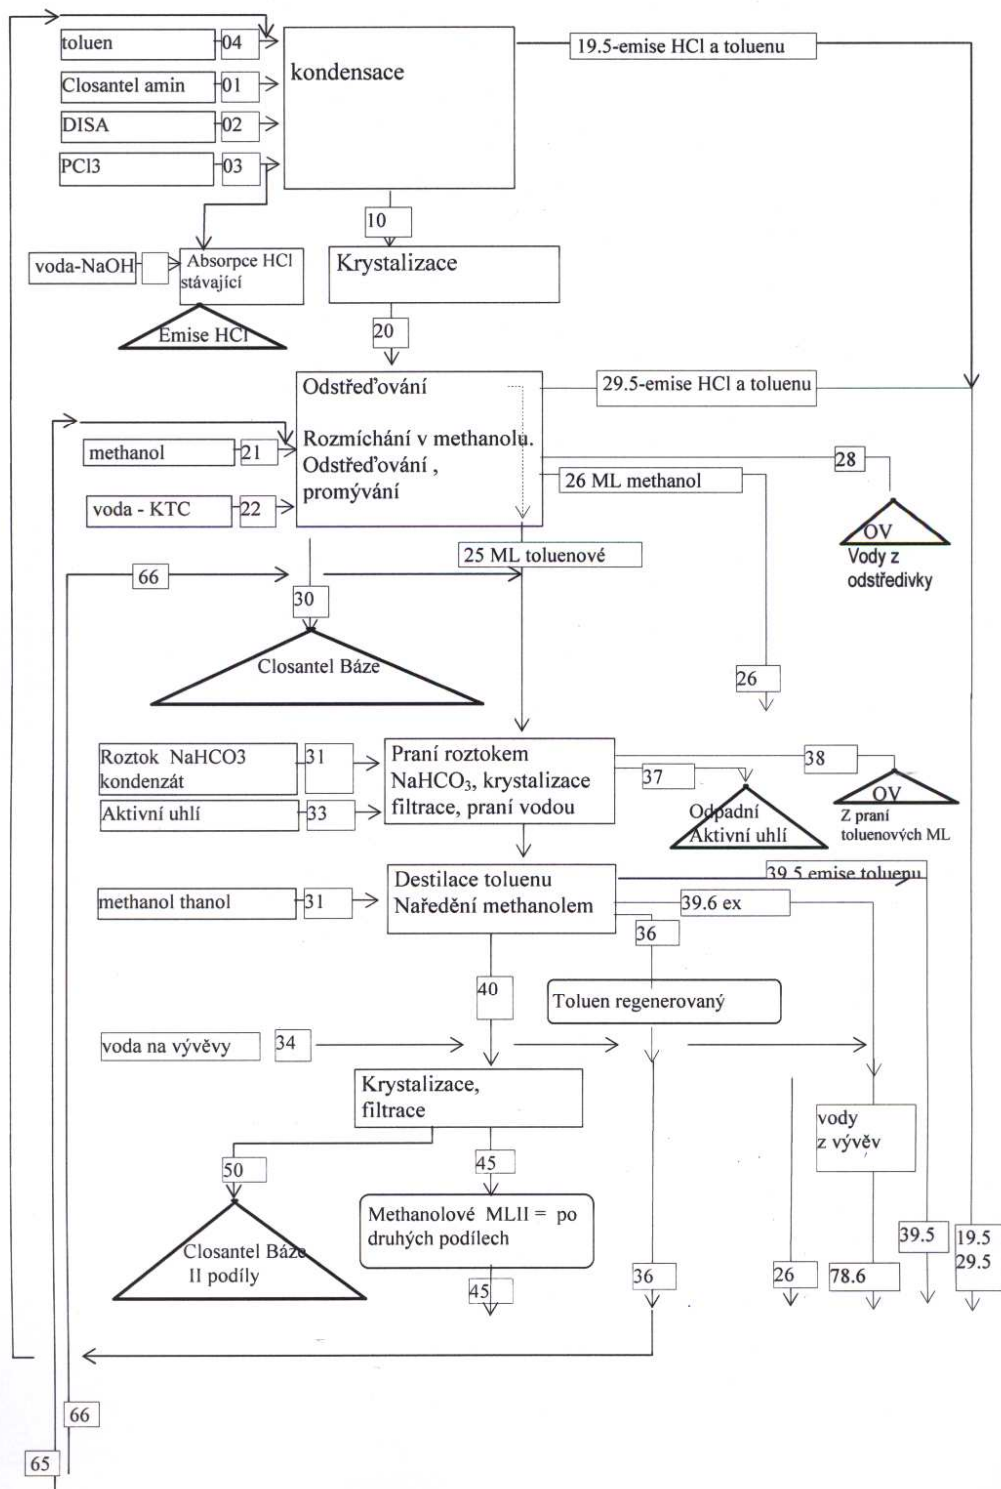 toluen 04
19.5-emise HCl a toluenu
kondensace
Closantel amin 01
DISA 02
PCl3 03
10
voda-NaOH
Absorpce HCl
stávající
Krystalizace
Emise HCl
20
Odstřeďování
29.5-emise HCl a toluenu
Rozmíchání v methanolu.
Odstřeďování ,
promývání
methanol 21
28
26 ML methanol
voda - KTC 22
OV
Vody z
odstředivky
25 ML toluenové
66
30
Closantel Báze
26
Roztok NaHCO3
kondenzát
31
Praní roztokem
NaHCO₃, krystalizace
filtrace, praní vodou
38
37
Aktivní uhlí 33
Odpadní
Aktivní uhlí
OV
Z praní
toluenových ML
39.5 emise toluenu
Destilace toluenu
Naředění methanolem
methanol thanol 31
39.6 ex
36
40
Toluen regenerovaný
voda na vývěvy 34
Krystalizace,
filtrace
vody
z vývěv
50
45
Methanolové MLII = po
druhých podílech
Closantel Báze
II podíly
39.5
19.5
29.5
45
36
26
78.6
66
65